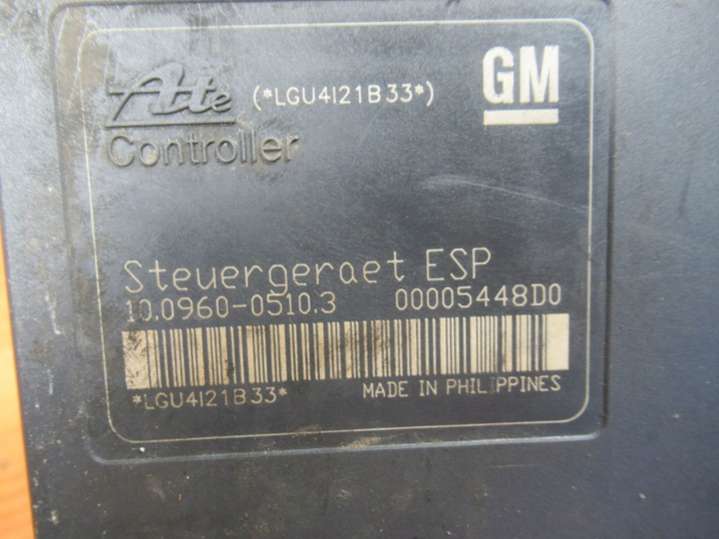 Ate (*LGU4I21B33*) GM
Controller
Steuergeraet ESP
10.0960-0510.3 00005448D0
*LGU4I21B33* MADE IN PHILIPPINES